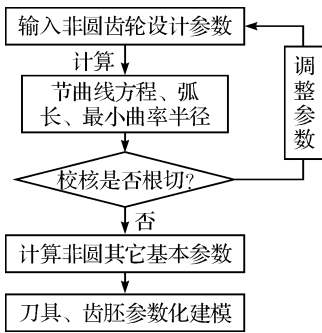 输入非圆齿轮设计参数
计算
节曲线方程、弧
长、最小曲率半径
调整参数
校核是否根切?
否
计算非圆其它基本参数
刀具、齿胚参数化建模